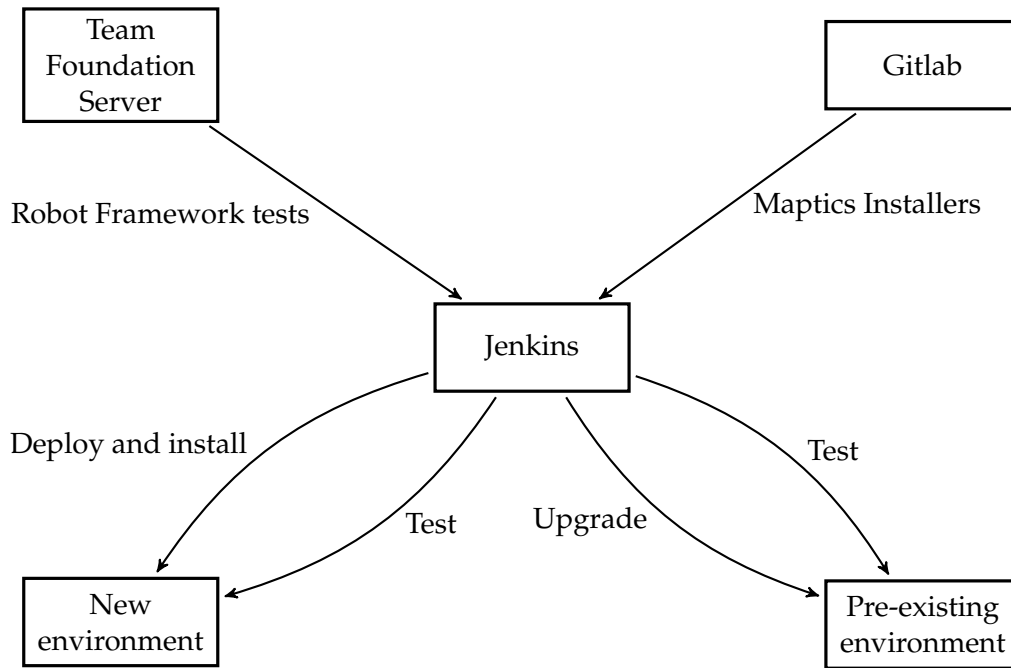 Team
Foundation
Server
Gitlab
Robot Framework tests
Maptics Installers
Jenkins
Deploy and install
Test
Upgrade
Test
New
environment
Pre-existing
environment